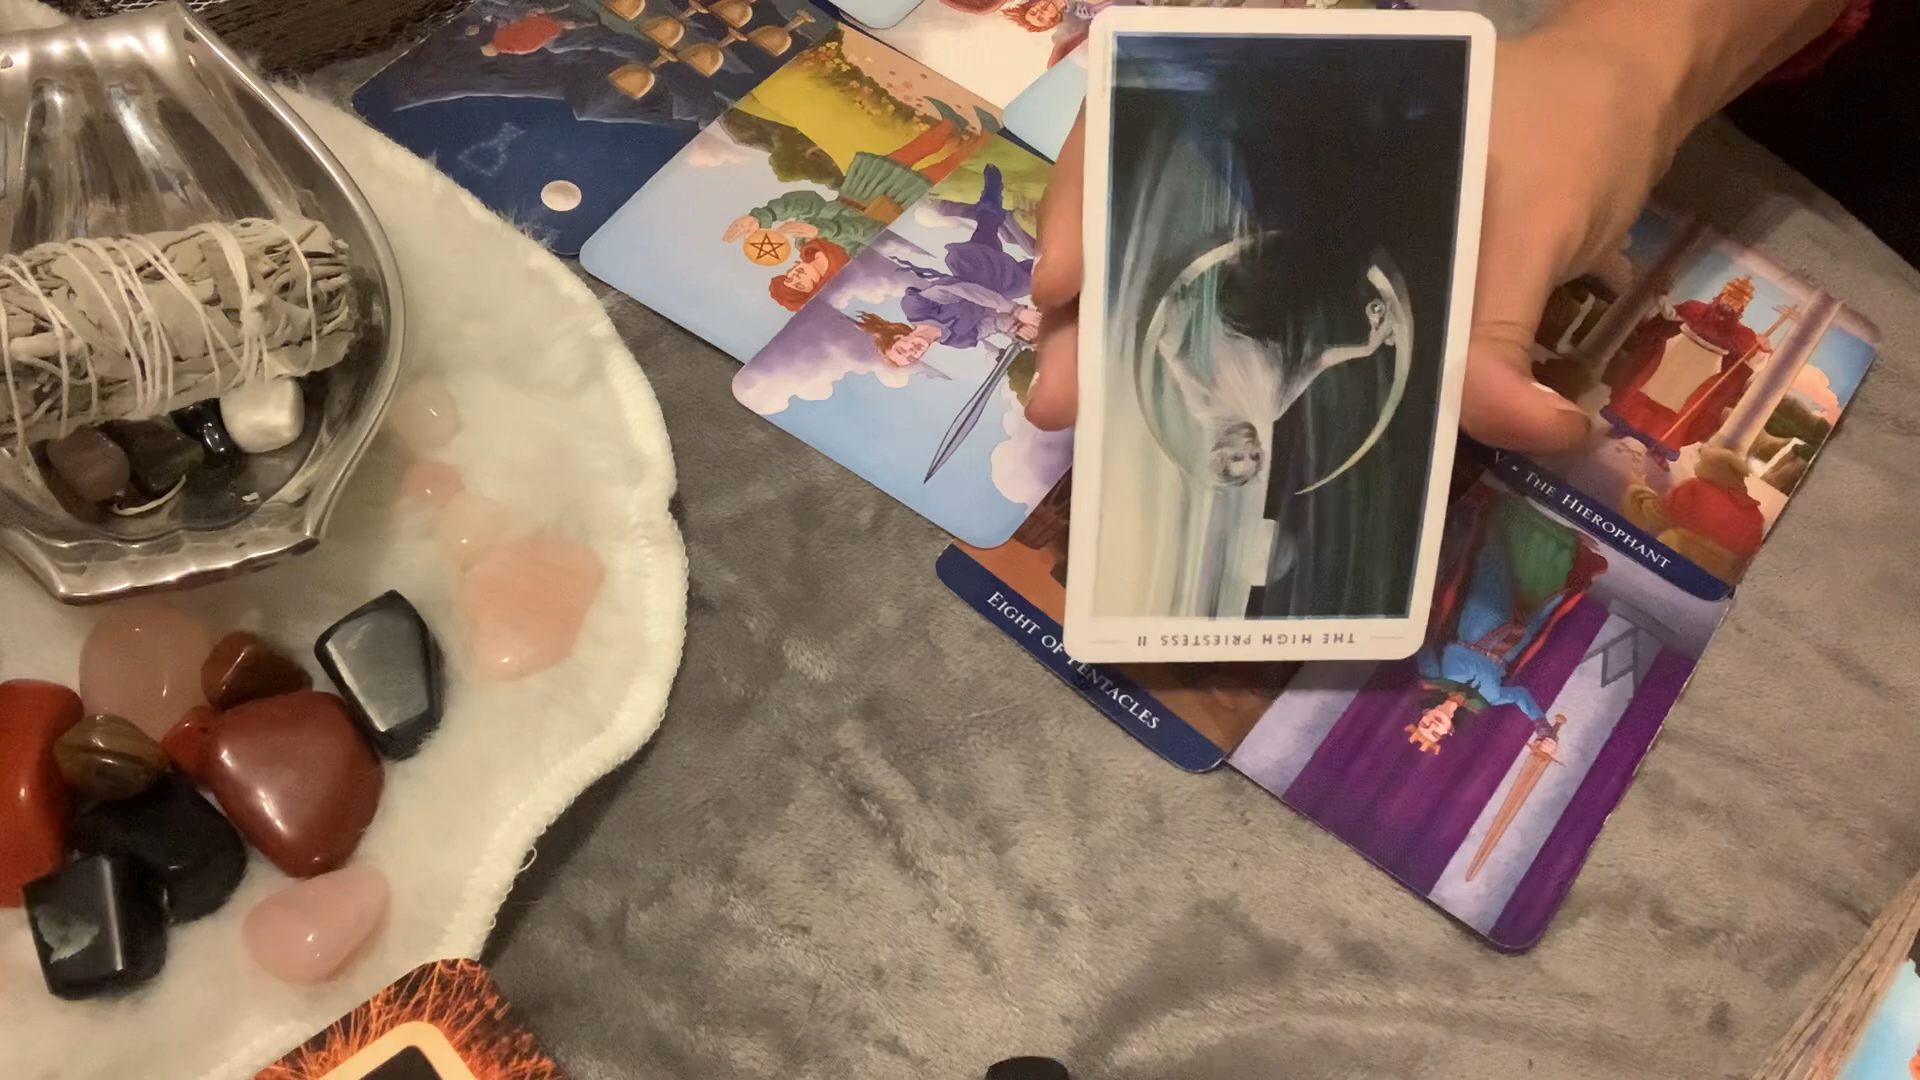 THE HIGH PRIESTESS II
V • THE HIEROPHANT
EIGHT OF PENTACLES